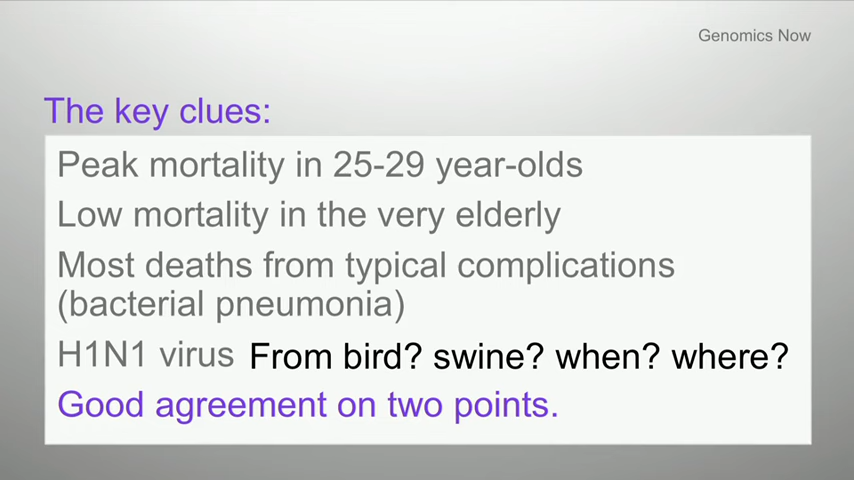 Genomics Now
The key clues:
Peak mortality in 25-29 year-olds
Low mortality in the very elderly
Most deaths from typical complications
(bacterial pneumonia)
H1N1 virus From bird? swine? when? where?
Good agreement on two points.